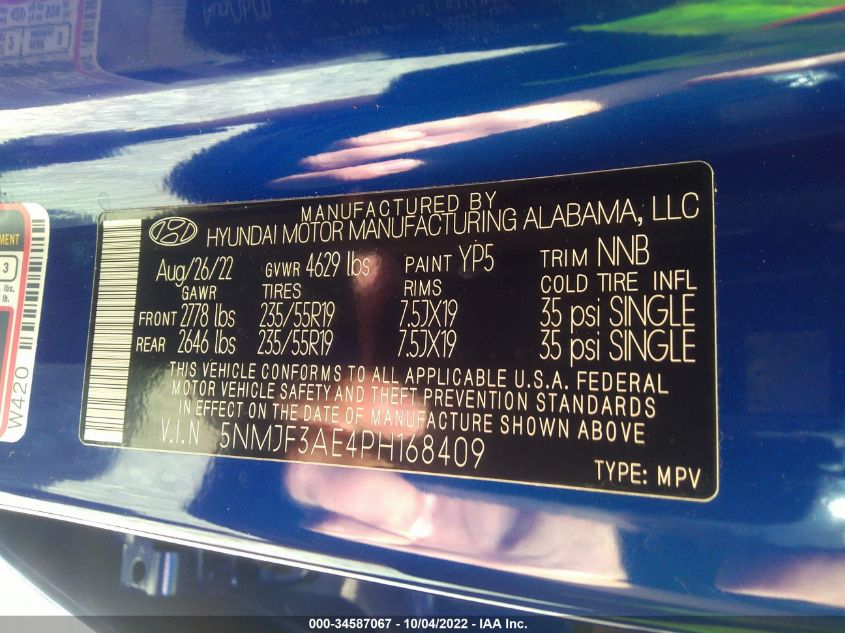 MANUFACTURED BY
HYUNDAI MOTOR MANUFACTURING ALABAMA, LLC
Aug/26/22 GVWR 4629 lbs PAINT YP5 TRIM NNB
GAWR TIRES RIMS COLD TIRE INFL
FRONT 2778 lbs 235/55R19 7.5JX19 35 psi SINGLE
REAR 2646 lbs 235/55R19 7.5JX19 35 psi SINGLE
THIS VEHICLE CONFORMS TO ALL APPLICABLE U.S.A. FEDERAL
MOTOR VEHICLE SAFETY AND THEFT PREVENTION STANDARDS
IN EFFECT ON THE DATE OF MANUFACTURE SHOWN ABOVE
V.I.N 5NMJF3AE4PH168409
TYPE: MPV
W420
3
lbs.
000-34587067 - 10/04/2022 - IAA Inc.